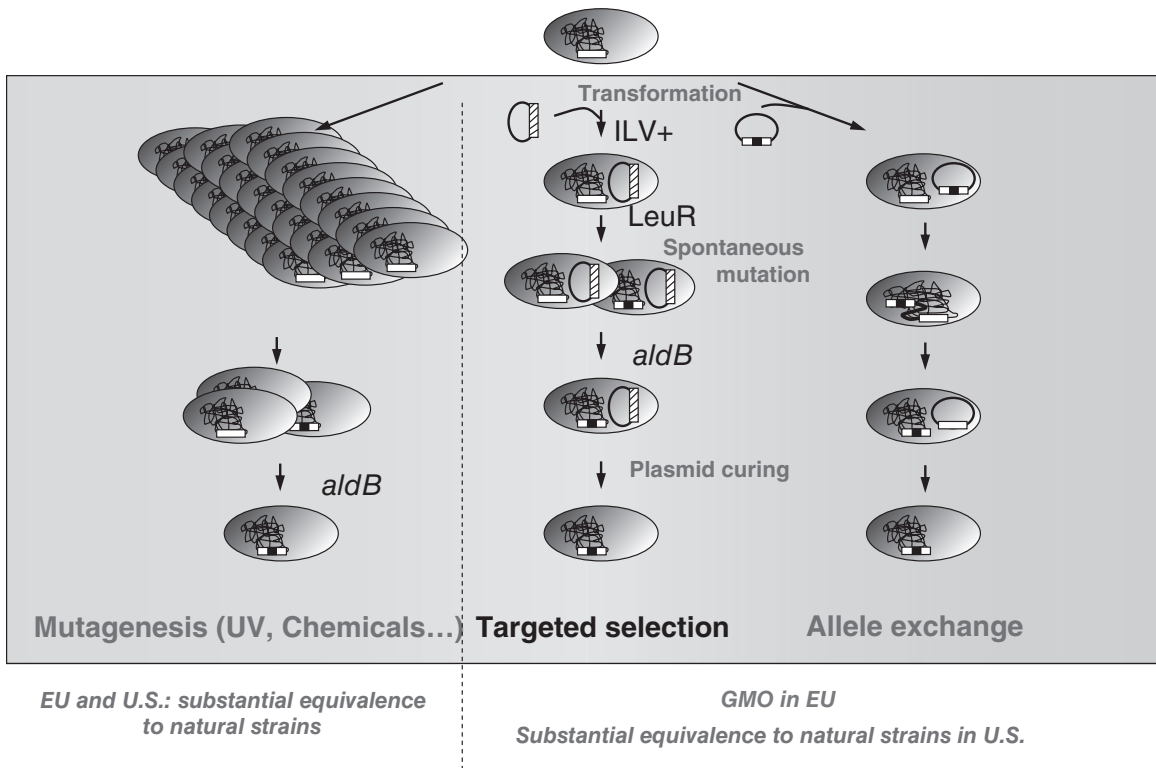 Transformation
ILV+
LeuR
Spontaneous
mutation
aldB
Plasmid curing
aldB
Mutagenesis (UV, Chemicals…)
Targeted selection
Allele exchange
EU and U.S.: substantial equivalence
to natural strains
GMO in EU
Substantial equivalence to natural strains in U.S.